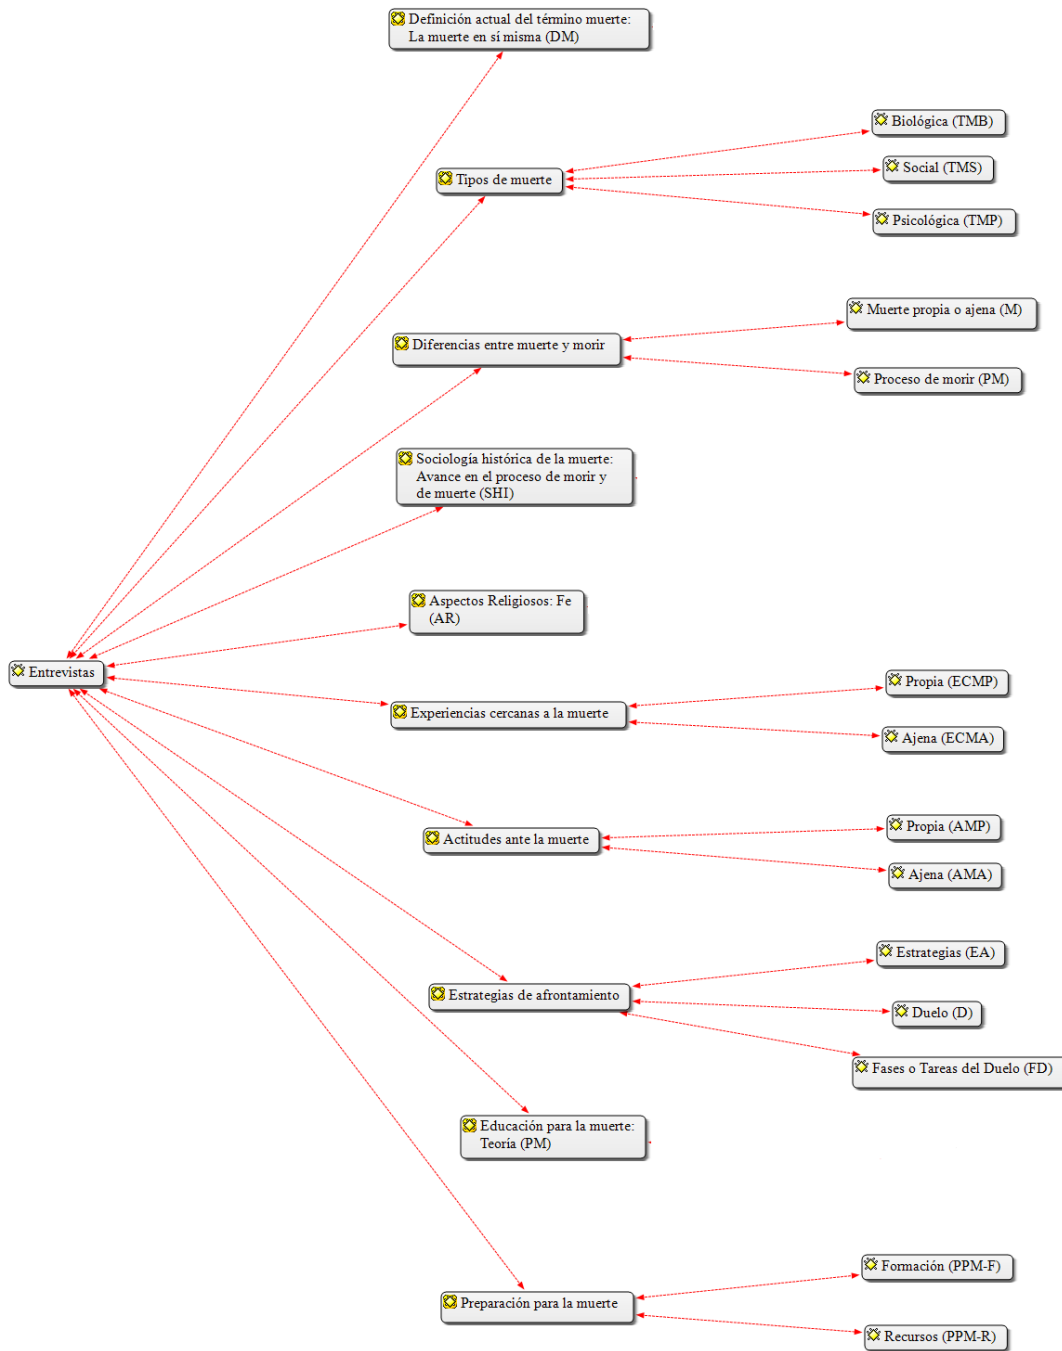 Definición actual del término muerte:
La muerte en sí misma (DM)
Biológica (TMB)
Tipos de muerte
Social (TMS)
Psicológica (TMP)
Muerte propia o ajena (M)
Diferencias entre muerte y morir
Proceso de morir (PM)
Sociología histórica de la muerte:
Avance en el proceso de morir y
de muerte (SHI)
Aspectos Religiosos: Fe
(AR)
Entrevistas
Experiencias cercanas a la muerte
Propia (ECMP)
Ajena (ECMA)
Actitudes ante la muerte
Propia (AMP)
Ajena (AMA)
Estrategias de afrontamiento
Estrategias (EA)
Duelo (D)
Fases o Tareas del Duelo (FD)
Educación para la muerte:
Teoría (PM)
Preparación para la muerte
Formación (PPM-F)
Recursos (PPM-R)